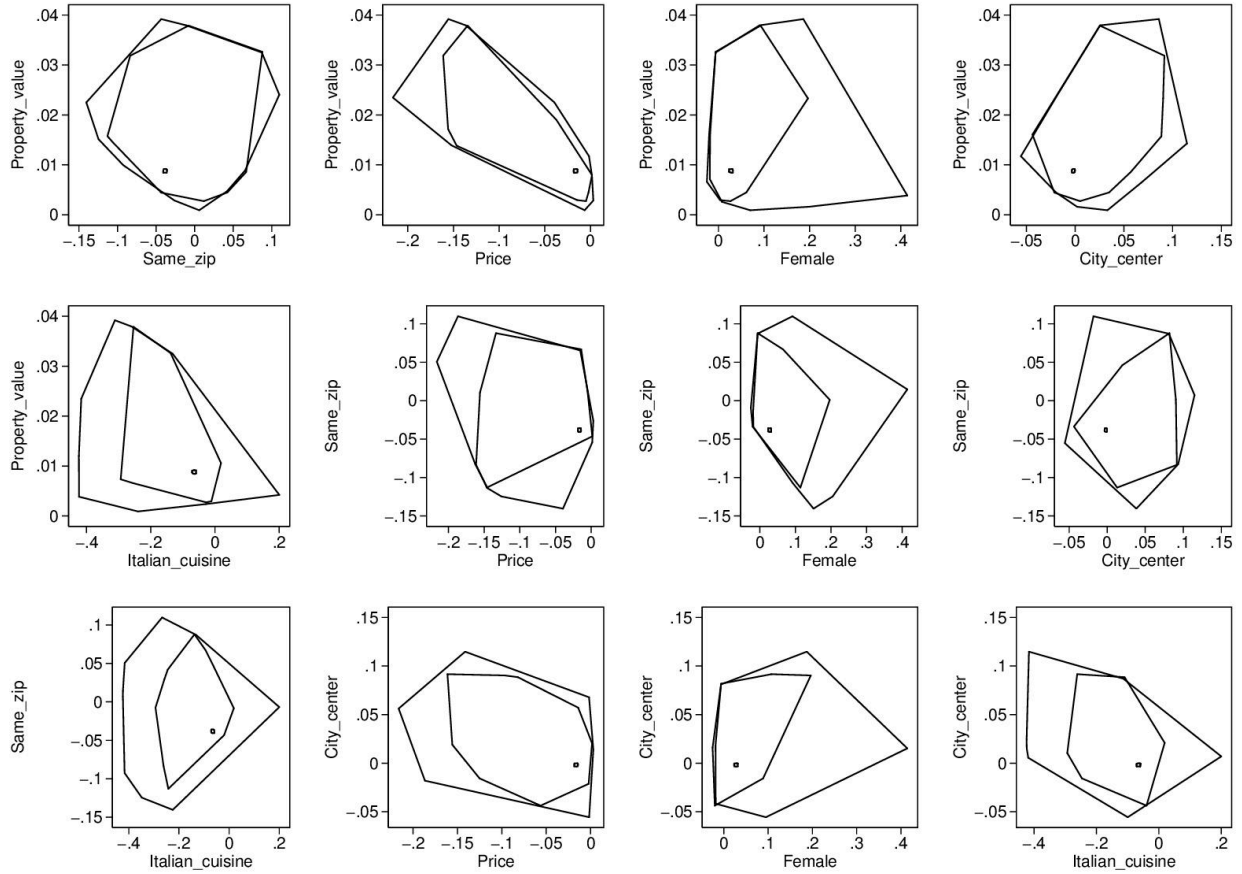 .04 .04 .04 .04
.03 .03 .03 .03
.02 .02 .02 .02
.01 .01 .01 .01
0 0 0 0
Property_value Property_value Property_value Property_value
−.15 −.1 −.05 0 .05 .1 −.2 −.15 −.1 −.05 0 0 .1 .2 .3 .4 −.05 0 .05 .1 .15
Same_zip Price Female City_center
.04 .1 .1 .1
.03 .05 .05 .05
.02 0 0 0
.01 −.05 −.05 −.05
0 −.1 −.1 −.1
−.15 −.15 −.15
Property_value Same_zip Same_zip Same_zip
−.4 −.2 0 .2 −.2 −.15 −.1 −.05 0 0 .1 .2 .3 .4 −.05 0 .05 .1 .15
Italian_cuisine Price Female City_center
.1 .15 .15 .15
.05 .1 .1 .1
0 .05 .05 .05
−.05 0 0 0
−.1 −.05 −.05 −.05
−.15
Same_zip City_center City_center City_center
−.4 −.2 0 .2 −.2 −.15 −.1 −.05 0 0 .1 .2 .3 .4 −.4 −.2 0 .2
Italian_cuisine Price Female Italian_cuisine